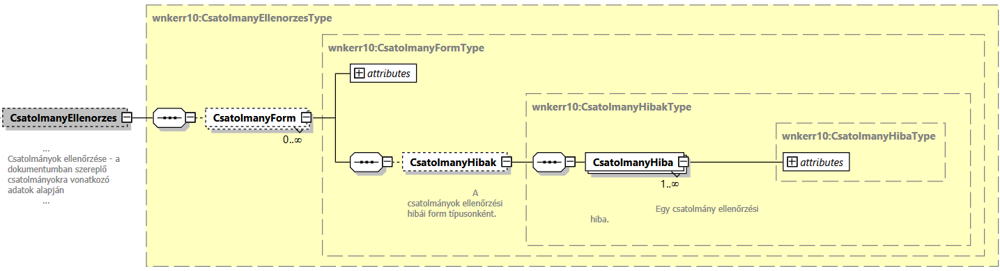 wnkerr10:CsatolmanyEllenorzesType
wnkerr10:CsatolmanyFormType
attributes
wnkerr10:CsatolmanyHibakType
CsatolmanyEllenorzes
CsatolmanyForm
0..∞
wnkerr10:CsatolmanyHibaType
...
Csatolmányok ellenőrzése - a
dokumentumban szereplő
csatolmányokra vonatkozó
adatok alapján
...
CsatolmanyHibak
CsatolmanyHiba
attributes
1..∞
A
csatolmányok ellenőrzési
hibái form típusonként.
Egy csatolmány ellenőrzési
hiba.